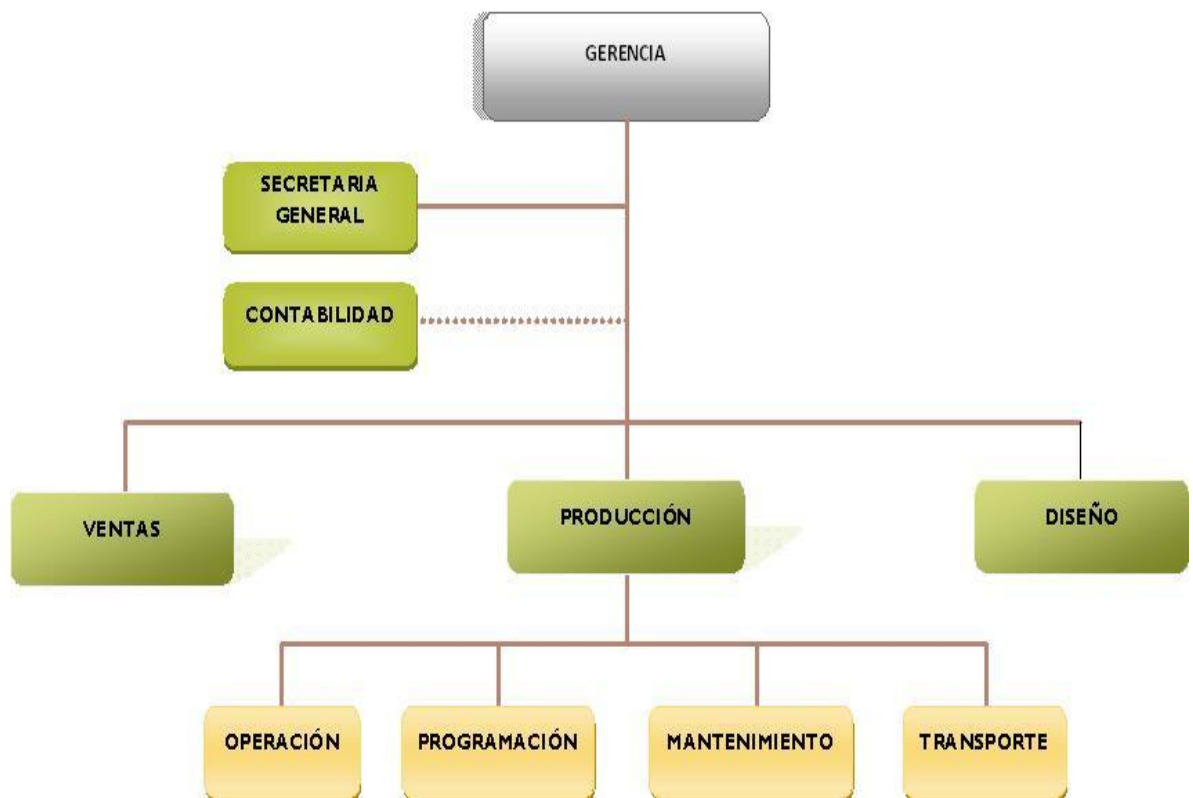 GERENCIA
SECRETARIA
GENERAL
CONTABILIDAD
VENTAS
PRODUCCIÓN
DISEÑO
OPERACIÓN
PROGRAMACIÓN
MANTENIMIENTO
TRANSPORTE